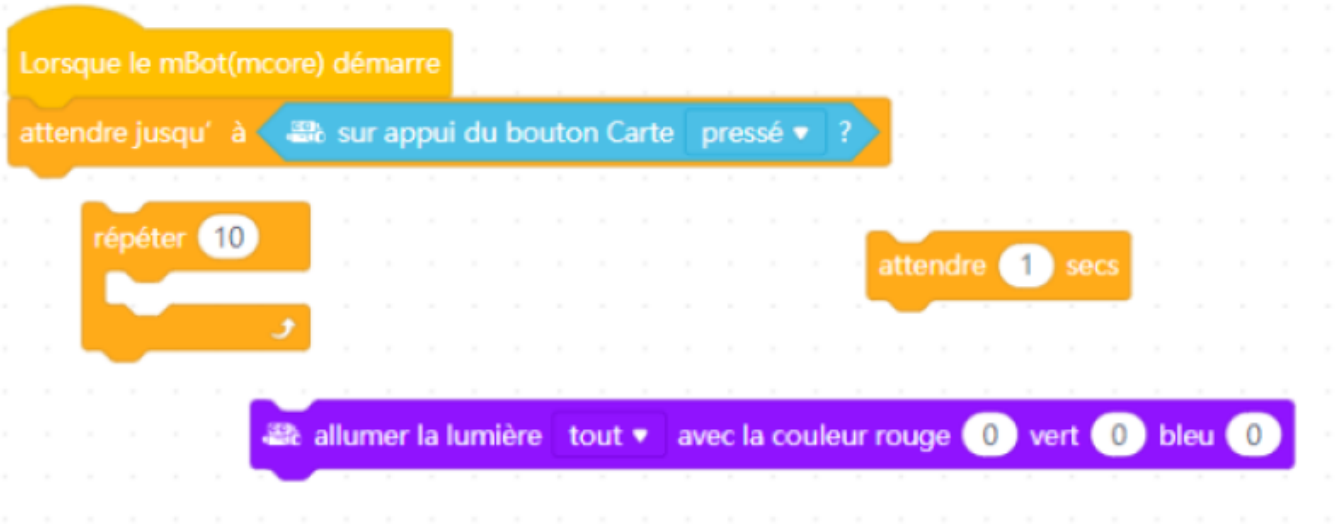 Lorsque le mBot(mcore) démarre
attendre jusqu' à sur appui du bouton Carte pressé ?
répéter 10
attendre 1 secs
allumer la lumière tout avec la couleur rouge 0 vert 0 bleu 0